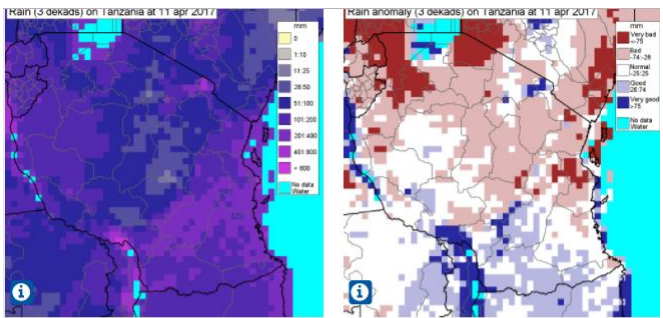 Rain (3 dekads) on Tanzania at 11 apr 2017
mm
0
1:10
11:25
26:50
51:100
101:200
201:400
401:800
> 800
No data
Water
i
Rain anomaly (3 dekads) on Tanzania at 11 apr 2017
mm
Very bad
<-75
Bad
-74:-26
Normal
-25:25
Good
26:74
Very good
>75
No data
Water
i